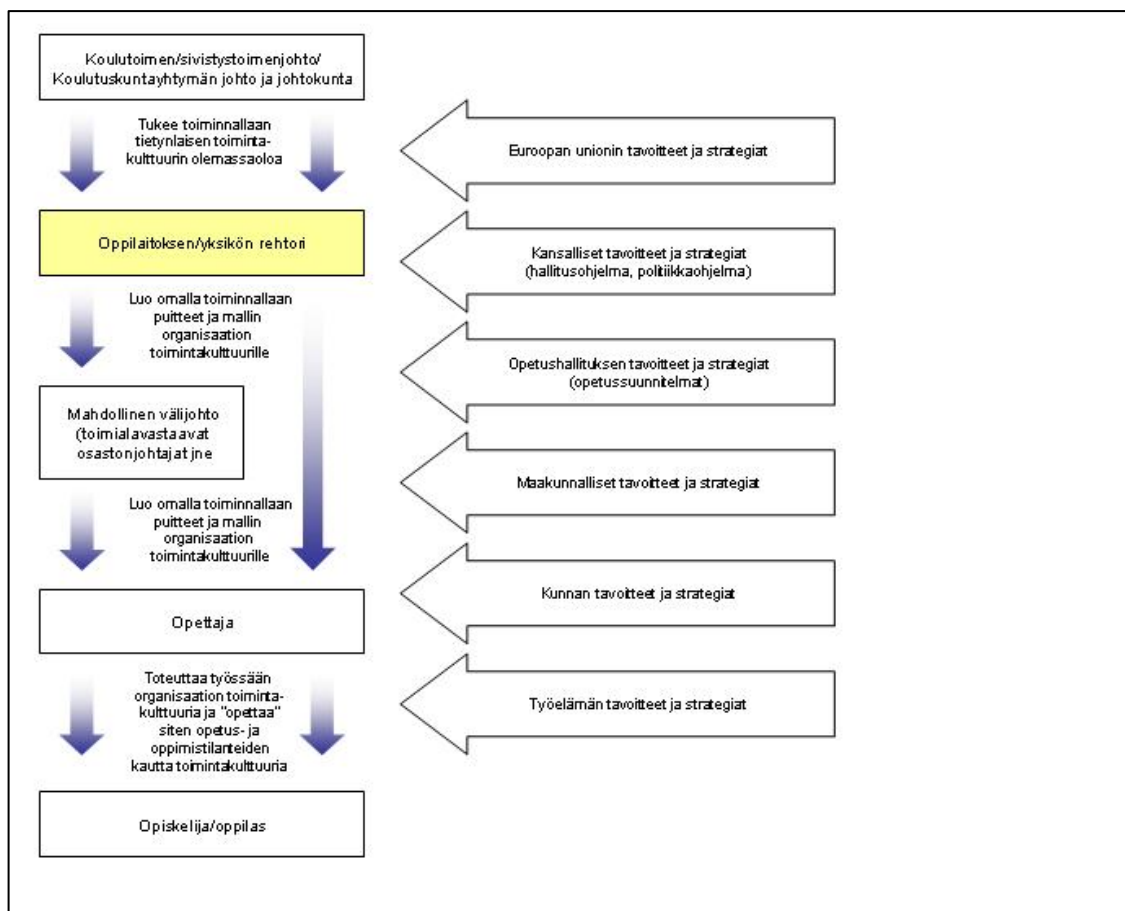 Koulutoimen/sivistystoimenjohto/
Koulutuskuntayhtymän johto ja johtokunta
Tukee toiminnallaan
tietynlaisen toiminta-
kulttuurin olemassaoloa
Oppilaitoksen/yksikön rehtori
Luo omalla toiminnallaan
puitteet ja mallin
organisaation
toimintakulttuurille
Mahdollinen välijohto
(toimialavastaavat
osastonjohtajat jne
Luo omalla toiminnallaan
puitteet ja mallin
organisaation
toimintakulttuurille
Opettaja
Toteuttaa työssään
organisaation toiminta-
kulttuuria ja "opettaa"
siten opetus- ja
oppimistilanteiden
kautta toimintakulttuuria
Opiskelija/oppilas
Euroopan unionin tavoitteet ja strategiat
Kansalliset tavoitteet ja strategiat
(hallitusohjelma, politiikkaohjelma)
Opetushallituksen tavoitteet ja strategiat
(opetussuunnitelmat)
Maakunnalliset tavoitteet ja strategiat
Kunnan tavoitteet ja strategiat
Työelämän tavoitteet ja strategiat